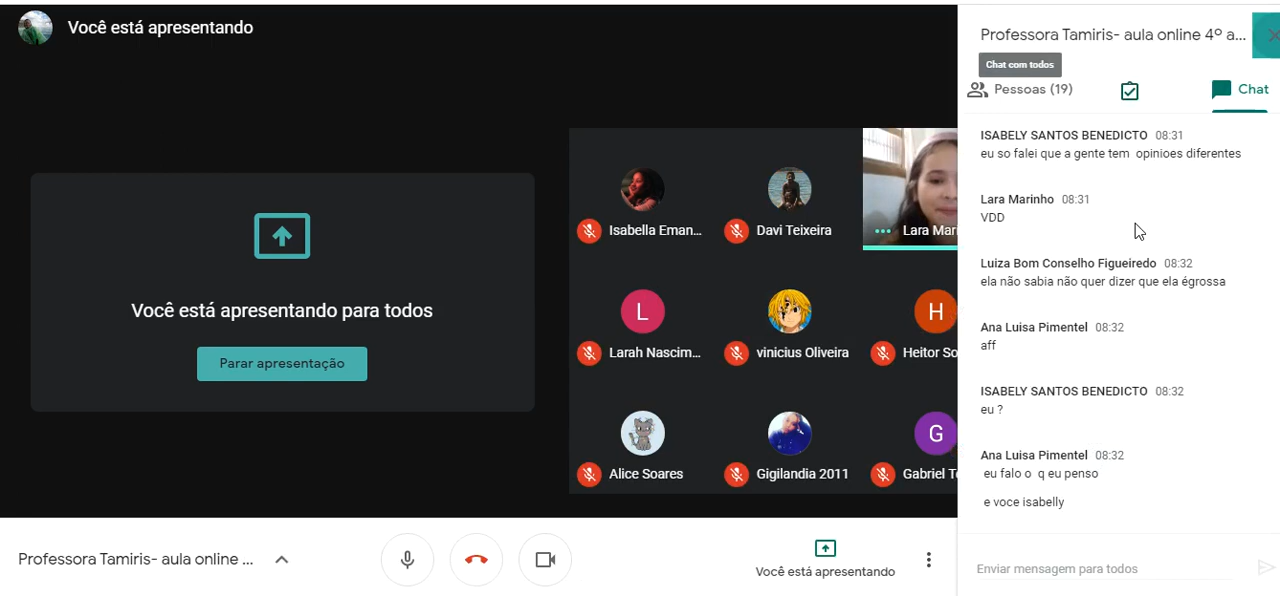 Você está apresentando
Você está apresentando para todos
Parar apresentação
Isabella Eman...
Davi Teixeira
Lara Mari
L
Larah Nascim...
vinicius Oliveira
H
Heitor So
Alice Soares
Gigilandia 2011
G
Gabriel Te
Professora Tamiris- aula online ...
Você está apresentando
Professora Tamiris- aula online 4º a...
Chat com todos
Pessoas (19)
Chat
ISABELY SANTOS BENEDICTO 08:31
eu so falei que a gente tem opinioes diferentes
Lara Marinho 08:31
VDD
Luiza Bom Conselho Figueiredo 08:32
ela não sabia não quer dizer que ela égrossa
Ana Luisa Pimentel 08:32
aff
ISABELY SANTOS BENEDICTO 08:32
eu ?
Ana Luisa Pimentel 08:32
eu falo o q eu penso
e voce isabelly
Enviar mensagem para todos